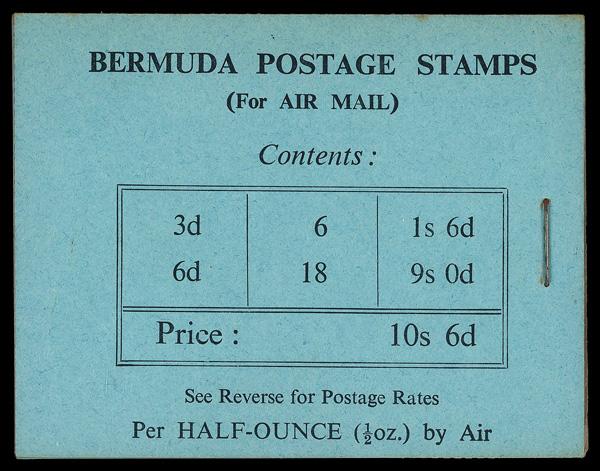 BERMUDA POSTAGE STAMPS
(For AIR MAIL)
Contents :
3d 6 1s 6d
6d 18 9s 0d
Price : 10s 6d
See Reverse for Postage Rates
Per HALF-OUNCE (½oz.) by Air